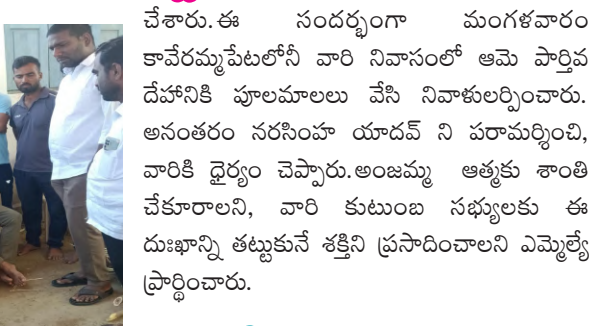 చేశారు.ఈ సందర్భంగా మంగళవారం
కావేరమ్మపేటలోని వారి నివాసంలో ఆమె పార్థివ
దేహానికి పూలమాలలు వేసి నివాళులర్పించారు.
అనంతరం నరసింహ యాదవ్ ని పరామర్శించి,
వారికి ధైర్యం చెప్పారు.అంజమ్మ ఆత్మకు శాంతి
చేకూరాలని, వారి కుటుంబ సభ్యులకు ఈ
దుఃఖాన్ని తట్టుకునే శక్తిని ప్రసాదించాలని ఎమ్మెల్యే
ప్రార్థించారు.